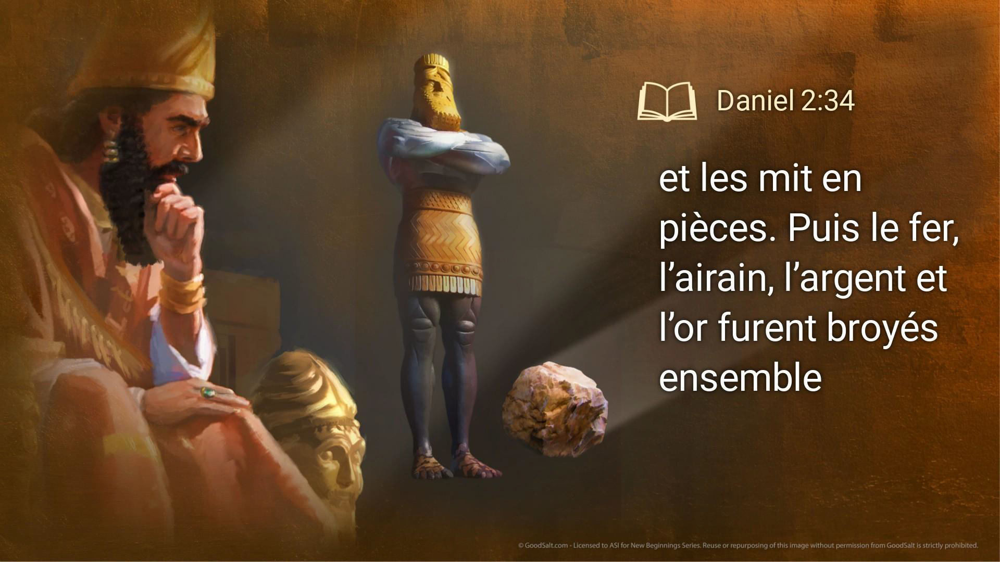 Daniel 2:34
et les mit en
pièces. Puis le fer,
l’airain, l’argent et
l’or furent broyés
ensemble
© GoodSalt.com - Licensed to ASI for New Beginnings Series. Reuse or repurposing of this image without permission from GoodSalt is strictly prohibited.